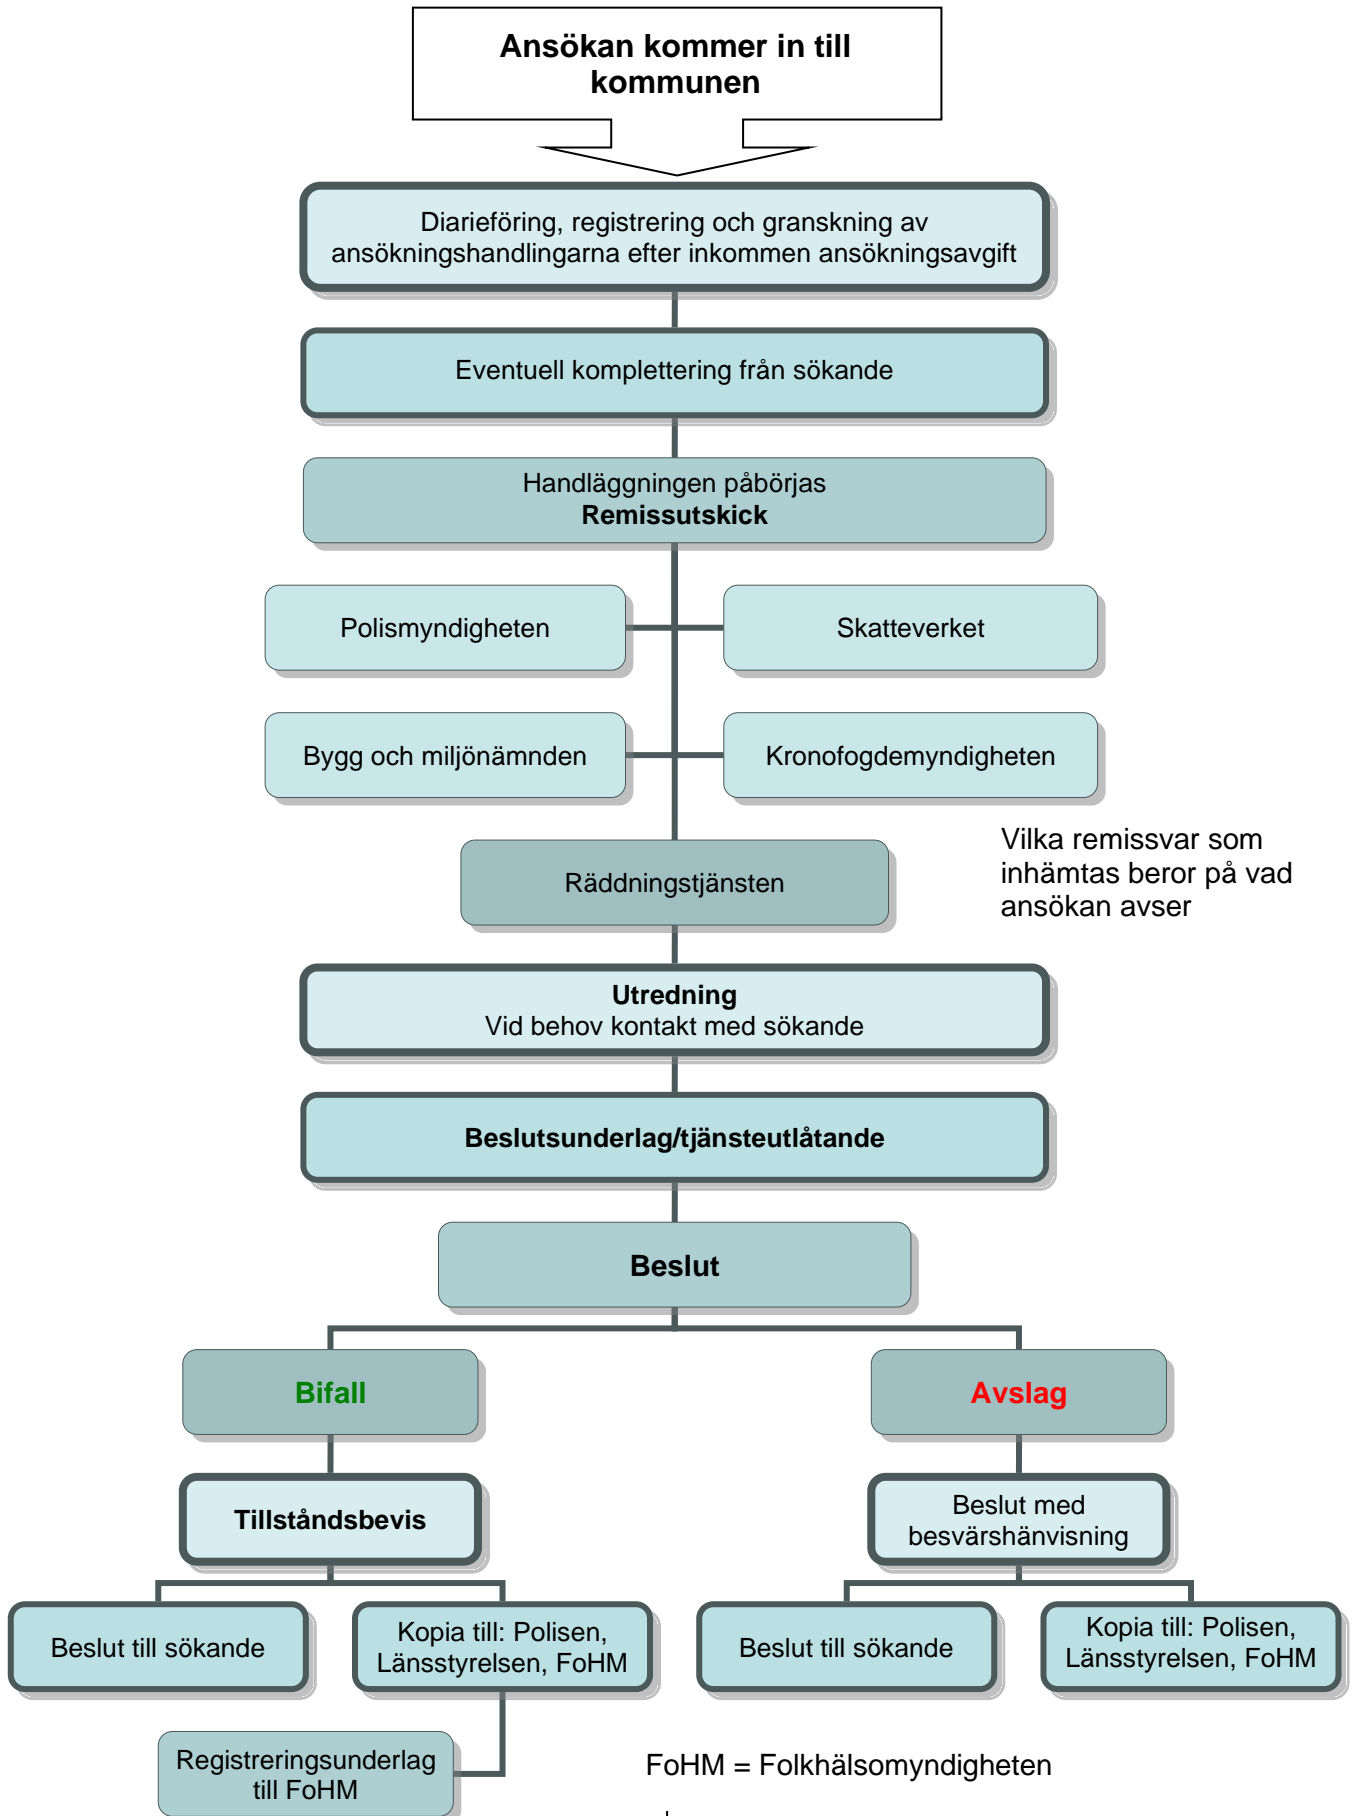 Ansökan kommer in till
kommunen
Diarieföring, registrering och granskning av
ansökningshandlingarna efter inkommen ansökningsavgift
Eventuell komplettering från sökande
Handläggningen påbörjas
Remissutskick
Polismyndigheten
Skatteverket
Bygg och miljönämnden
Kronofogdemyndigheten
Räddningstjänsten
Vilka remissvar som
inhämtas beror på vad
ansökan avser
Utredning
Vid behov kontakt med sökande
Beslutsunderlag/tjänsteutlåtande
Beslut
Bifall
Avslag
Tillståndsbevis
Beslut med
besvärshänvisning
Beslut till sökande
Kopia till: Polisen,
Länsstyrelsen, FoHM
Beslut till sökande
Kopia till: Polisen,
Länsstyrelsen, FoHM
Registreringsunderlag
till FoHM
FoHM = Folkhälsomyndigheten